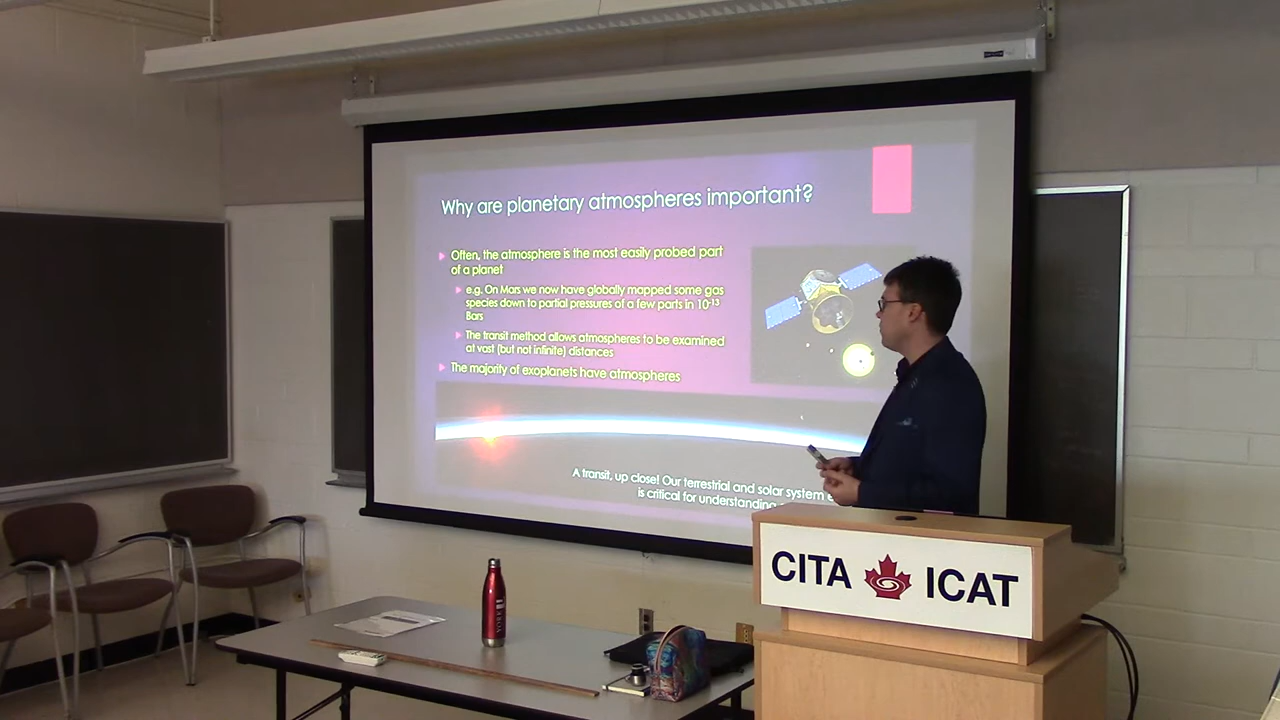 Why are planetary atmospheres important?
Often, the atmosphere is the most easily probed part
of a planet
e.g. On Mars we now have globally mapped some gas
species down to partial pressures of a few parts in 10⁻¹³
Bars
The transit method allows atmospheres to be examined
at vast (but not infinite) distances
The majority of exoplanets have atmospheres
A transit, up close! Our terrestrial and solar system
is critical for understanding
CITA ICAT
YORK U